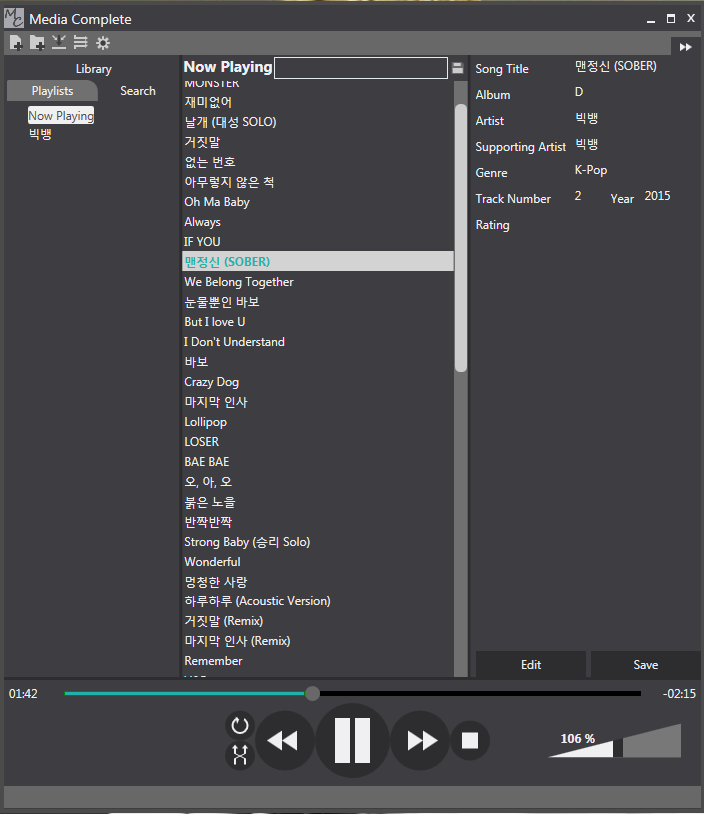 MC Media Complete
Library
Playlists Search
Now Playing
빅뱅
Now Playing
MONSTER
재미없어
날개 (대성 SOLO)
거짓말
없는 번호
아무렇지 않은 척
Oh Ma Baby
Always
IF YOU
맨정신 (SOBER)
We Belong Together
눈물뿐인 바보
But I love U
I Don't Understand
바보
Crazy Dog
마지막 인사
Lollipop
LOSER
BAE BAE
오, 아, 오
붉은 노을
반짝반짝
Strong Baby (승리 Solo)
Wonderful
멍청한 사랑
하루하루 (Acoustic Version)
거짓말 (Remix)
마지막 인사 (Remix)
Remember
Song Title 맨정신 (SOBER)
Album D
Artist 빅뱅
Supporting Artist 빅뱅
Genre K-Pop
Track Number 2 Year 2015
Rating
Edit Save
01:42 -02:15
106 %